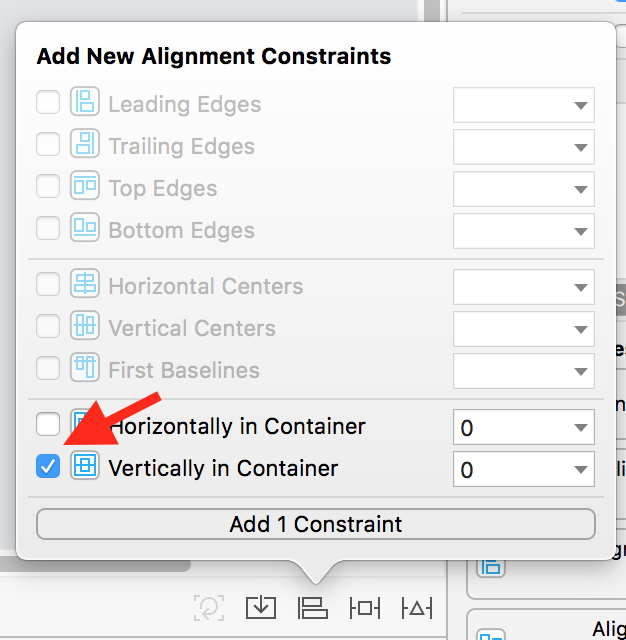 Add New Alignment Constraints
Leading Edges
Trailing Edges
Top Edges
Bottom Edges
Horizontal Centers
Vertical Centers
First Baselines
Horizontally in Container 0
Vertically in Container 0
Add 1 Constraint
Alig